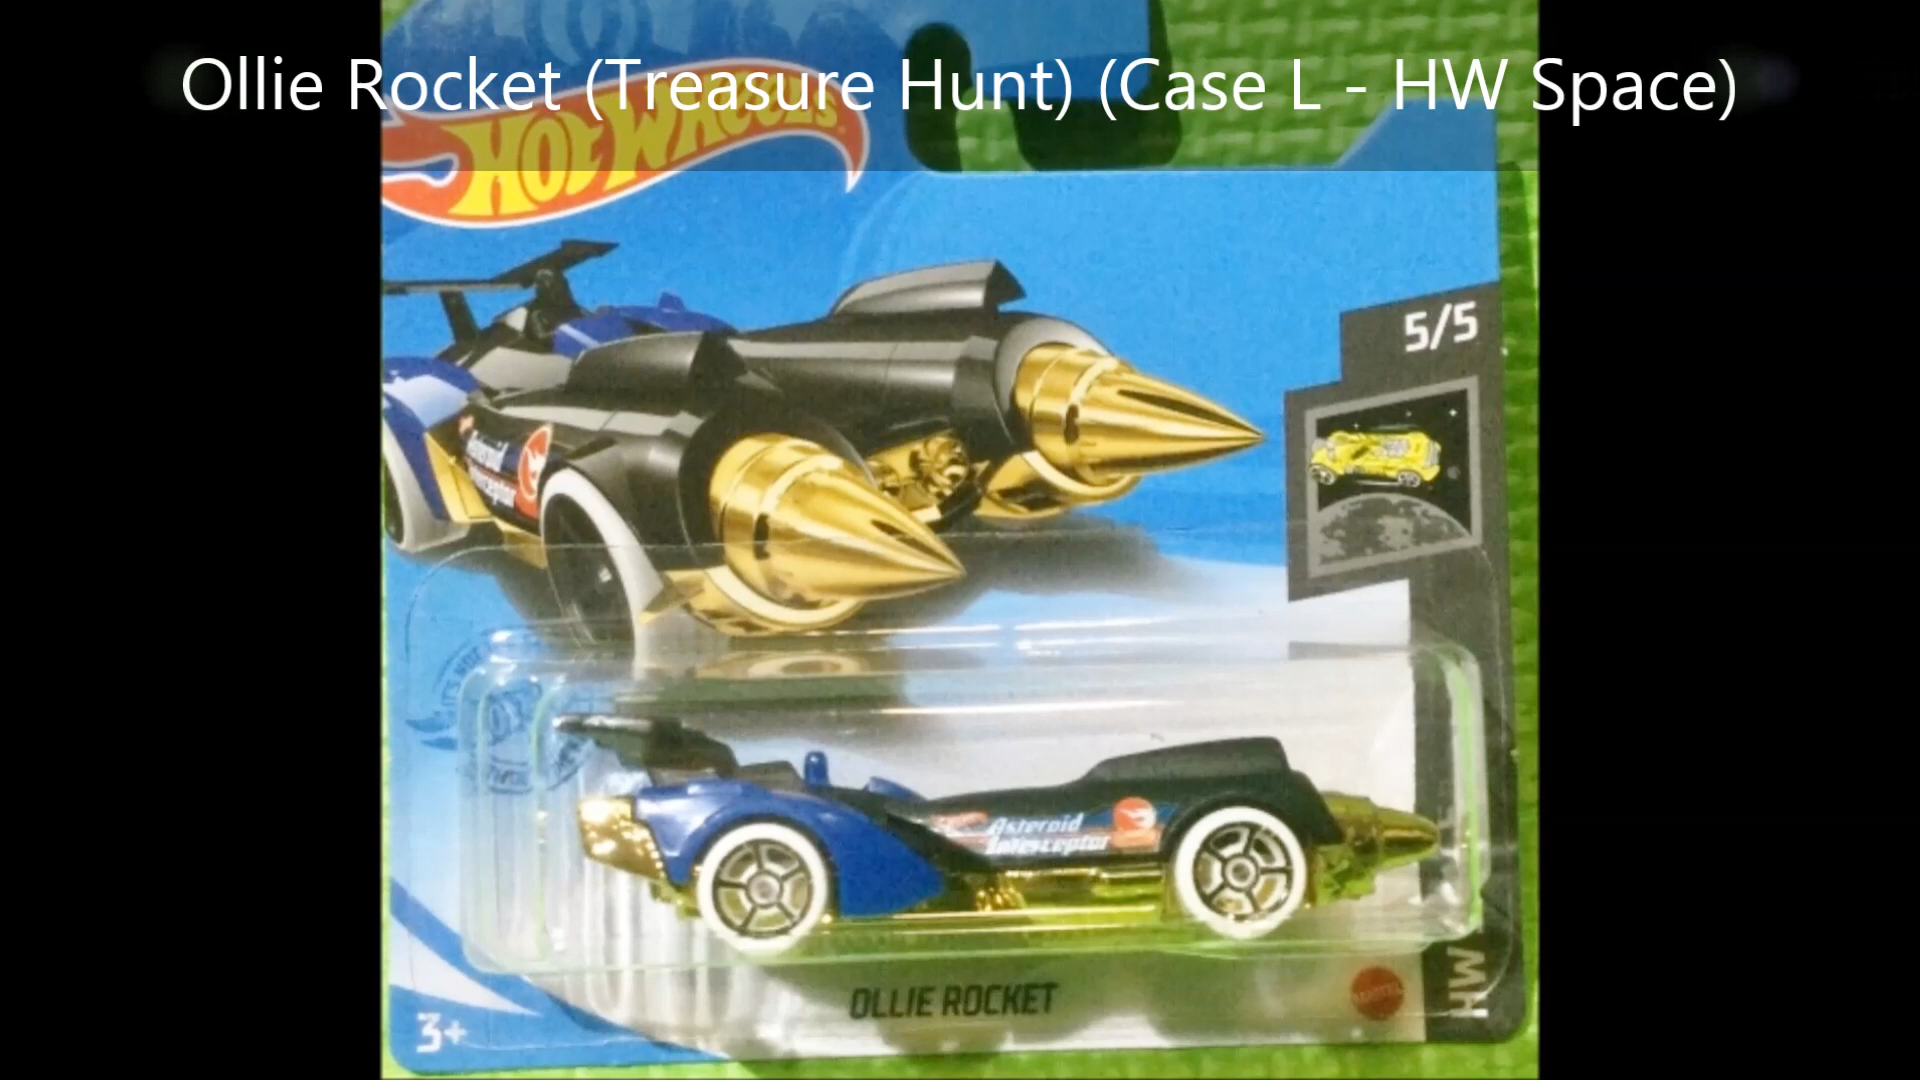 Ollie Rocket (Treasure Hunt) (Case L - HW Space)
HOT WHEELS
5/5
Asteroid
Interceptor
Asteroid
Interceptor
OLLIE ROCKET
MATTEL
HW
3+